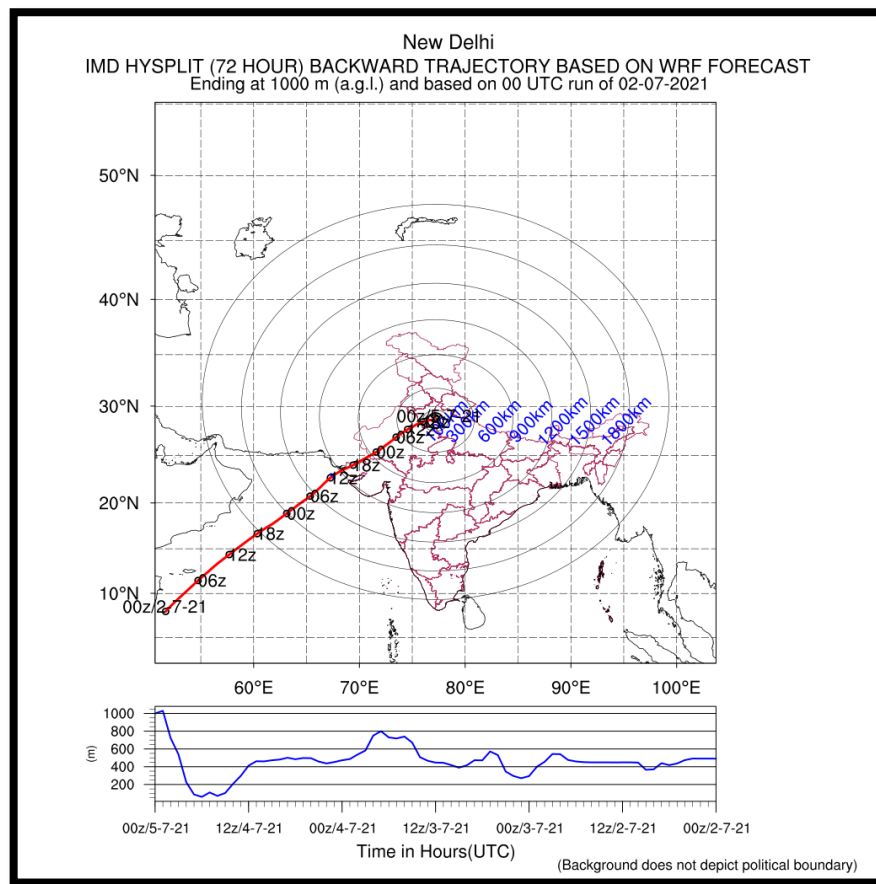 New Delhi
IMD HYSPLIT (72 HOUR) BACKWARD TRAJECTORY BASED ON WRF FORECAST
Ending at 1000 m (a.g.l.) and based on 00 UTC run of 02-07-2021
50°N
40°N
30°N
20°N
10°N
300km
600km
900km
1200km
1500km
1800km
06z
00z
18z
12z
06z
00z
18z
12z
06z
00z/2-7-21
60°E
70°E
80°E
90°E
100°E
1000
800
600
400
200
(m)
00z/5-7-21
12z/4-7-21
00z/4-7-21
12z/3-7-21
00z/3-7-21
12z/2-7-21
00z/2-7-21
Time in Hours(UTC)
(Background does not depict political boundary)